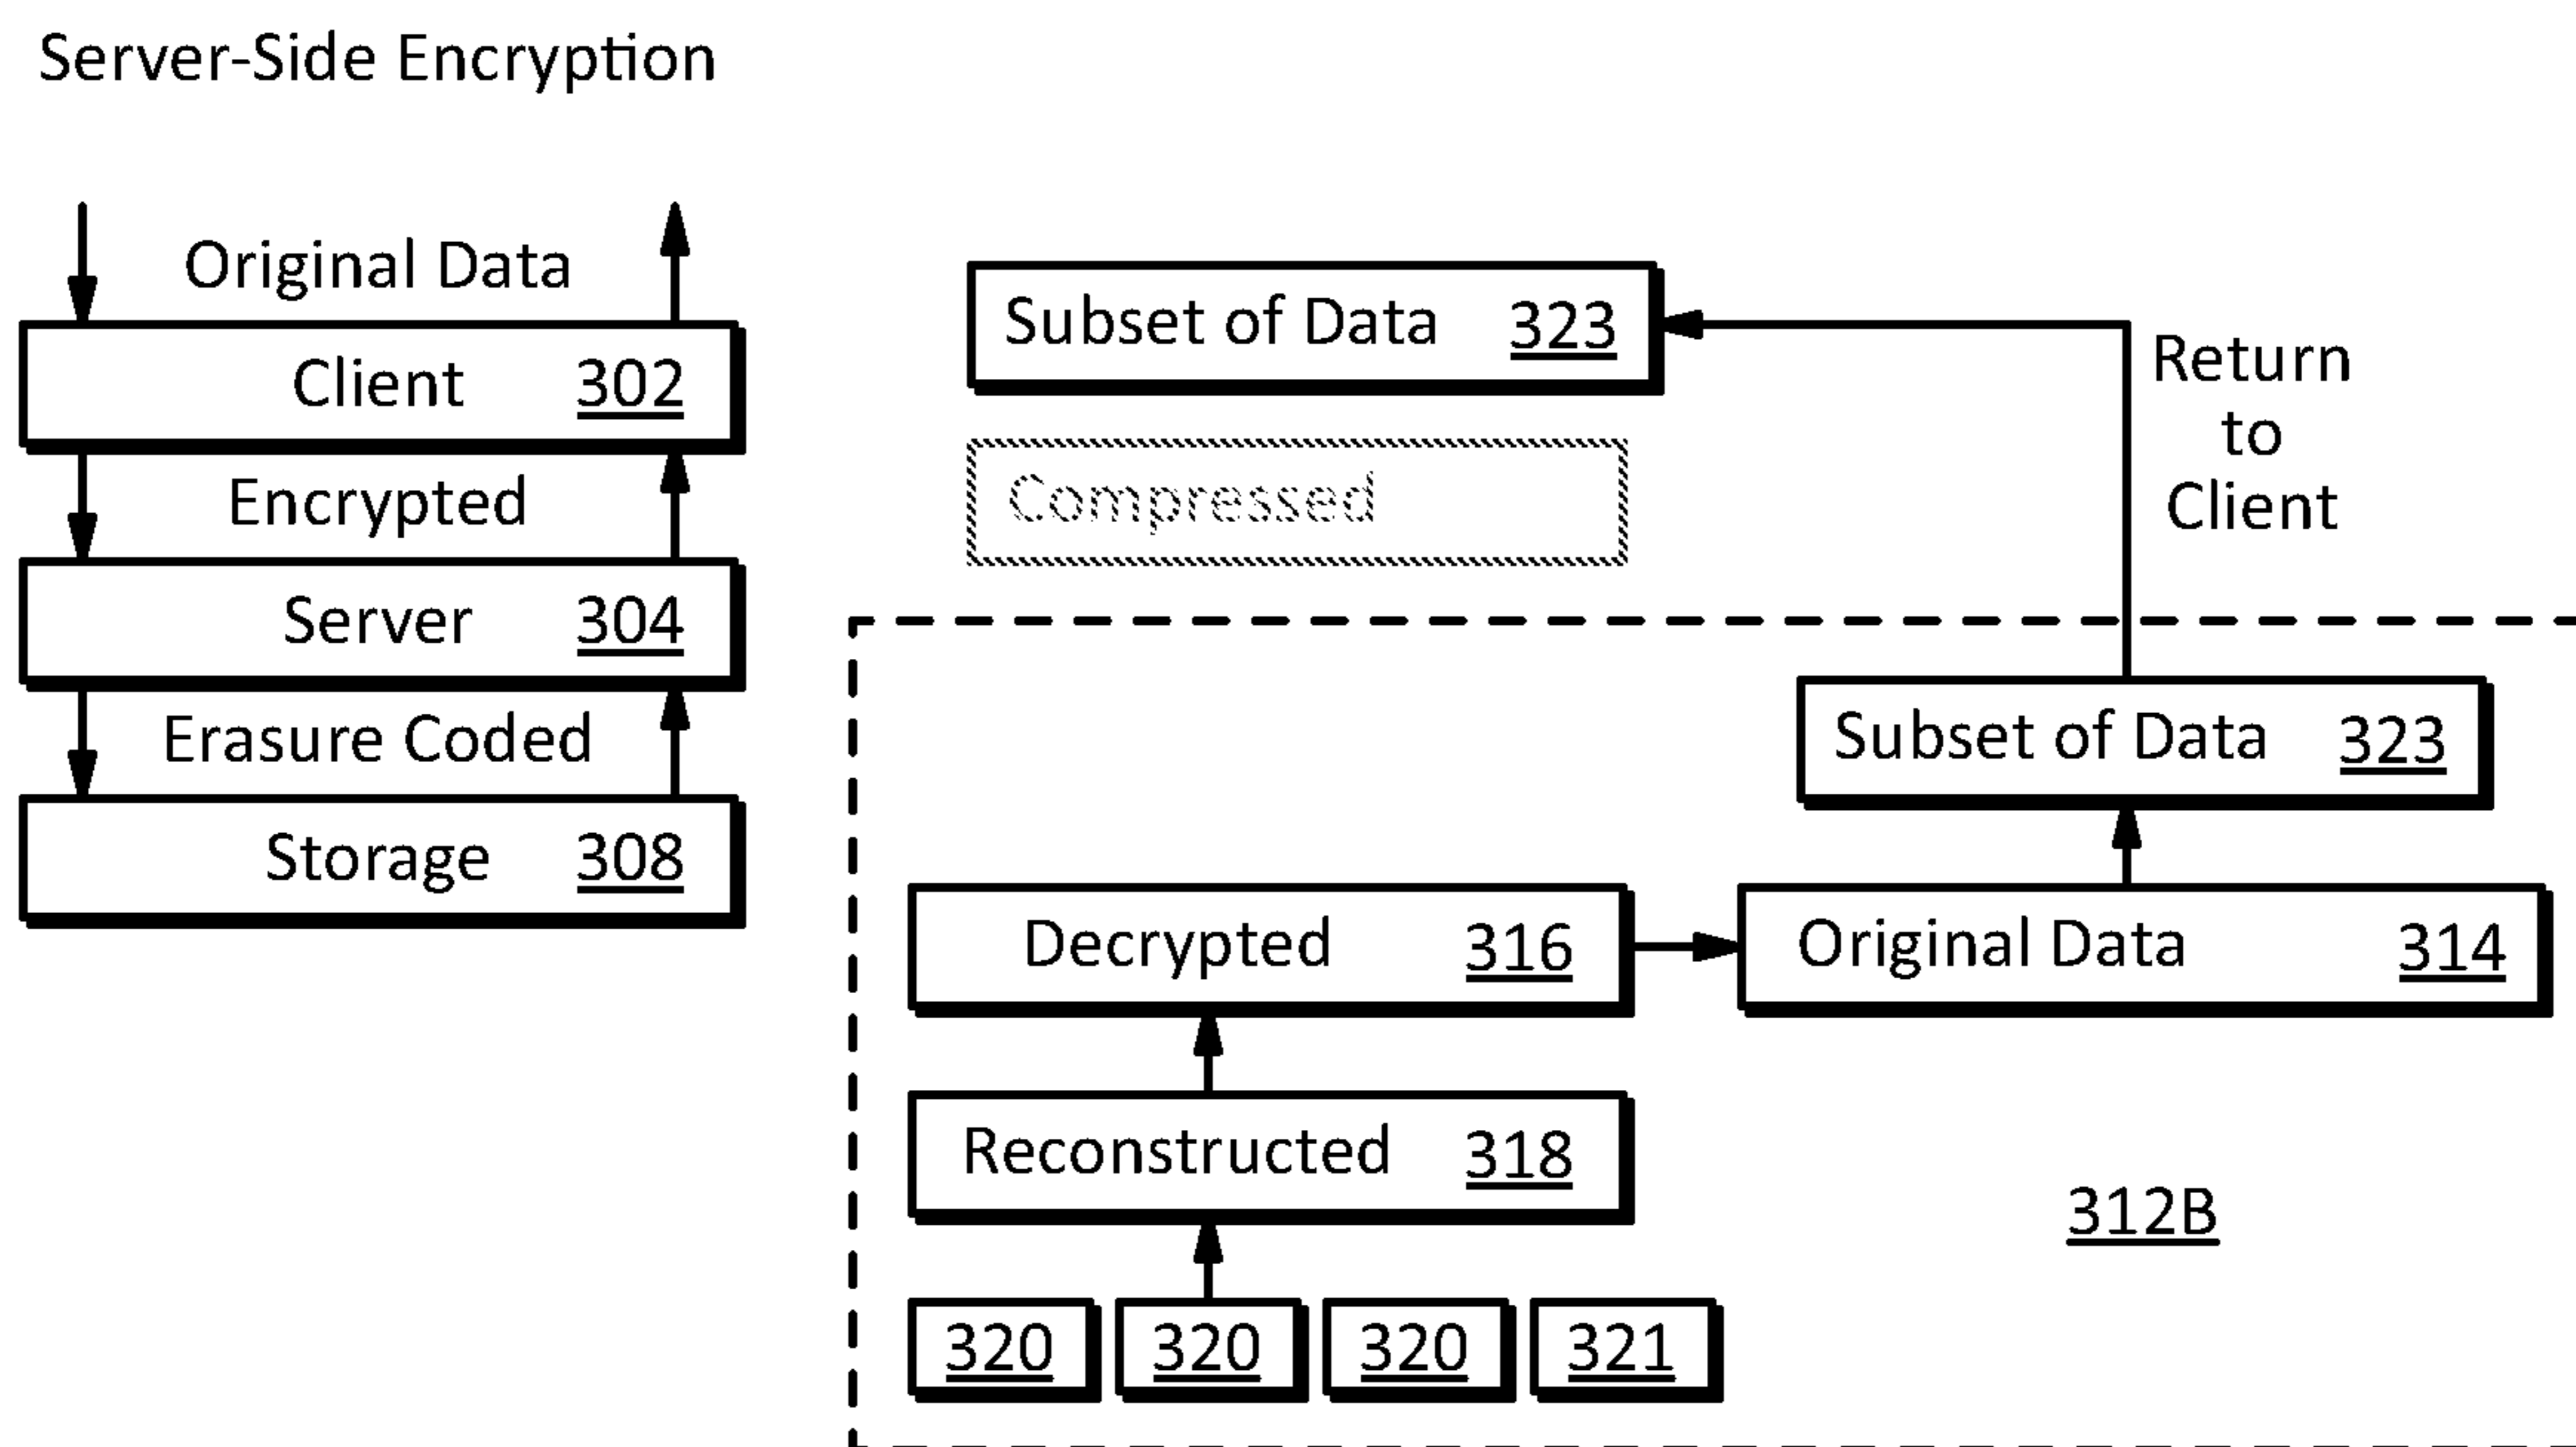 Server-Side Encryption
Original Data
Client 302
Encrypted
Server 304
Erasure Coded
Storage 308
Subset of Data 323
Compressed
Return
to
Client
Subset of Data 323
Decrypted 316
Original Data 314
Reconstructed 318
312B
320 320 320 321